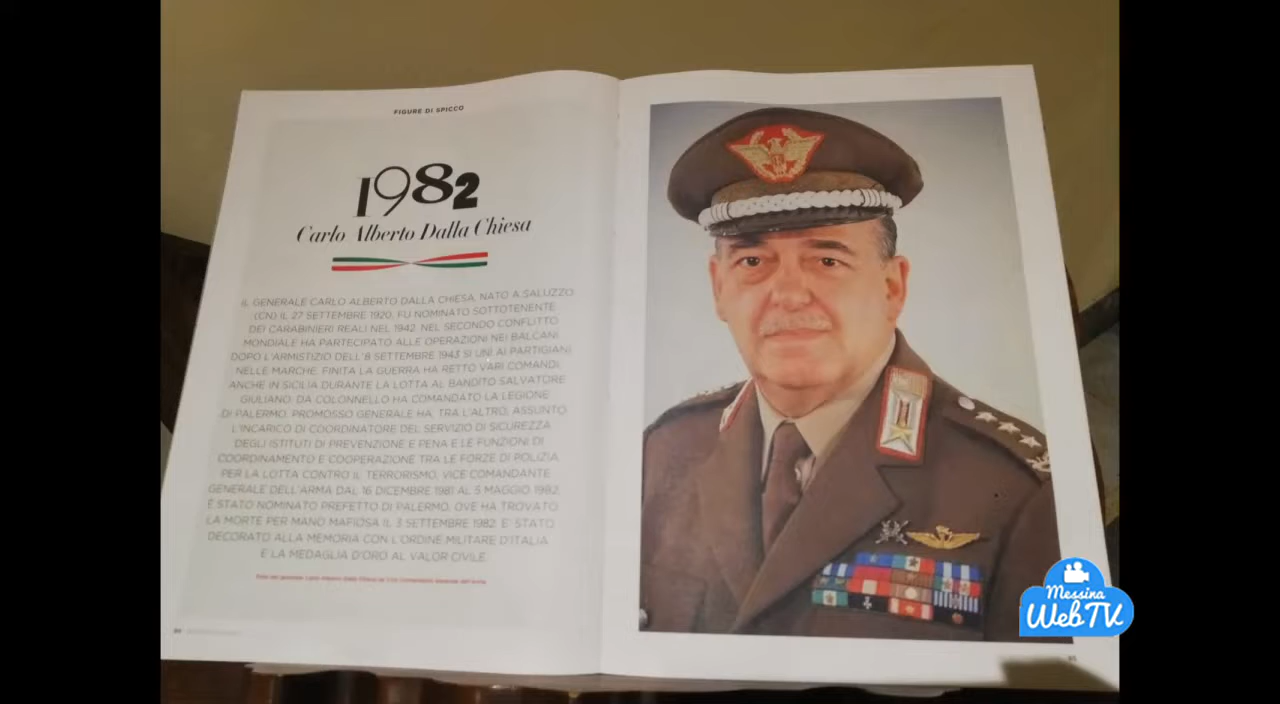 FIGURE DI SPICCO
1982
Carlo Alberto Dalla Chiesa
IL GENERALE CARLO ALBERTO DALLA CHIESA, NATO A SALUZZO
(CN) IL 27 SETTEMBRE 1920, FU NOMINATO SOTTOTENENTE
DEI CARABINIERI REALI NEL 1942. NEL SECONDO CONFLITTO
MONDIALE HA PARTECIPATO ALLE OPERAZIONI NEI BALCANI.
DOPO L'ARMISTIZIO DELL'8 SETTEMBRE 1943 SI UNÌ AI PARTIGIANI
NELLE MARCHE. FINITA LA GUERRA HA RETTO VARI COMANDI,
ANCHE IN SICILIA DURANTE LA LOTTA AL BANDITO SALVATORE
GIULIANO. DA COLONNELLO HA COMANDATO LA LEGIONE
DI PALERMO. PROMOSSO GENERALE HA, TRA L'ALTRO, ASSUNTO
L'INCARICO DI COORDINATORE DEL SERVIZIO DI SICUREZZA
DEGLI ISTITUTI DI PREVENZIONE E PENA E LE FUNZIONI DI
COORDINAMENTO E COOPERAZIONE TRA LE FORZE DI POLIZIA
PER LA LOTTA CONTRO IL TERRORISMO. VICE COMANDANTE
GENERALE DELL'ARMA DAL 16 DICEMBRE 1981 AL 5 MAGGIO 1982,
È STATO NOMINATO PREFETTO DI PALERMO, OVE HA TROVATO
LA MORTE PER MANO MAFIOSA IL 3 SETTEMBRE 1982. E' STATO
DECORATO ALLA MEMORIA CON L'ORDINE MILITARE D'ITALIA
E LA MEDAGLIA D'ORO AL VALOR CIVILE.
Messina
WebTV